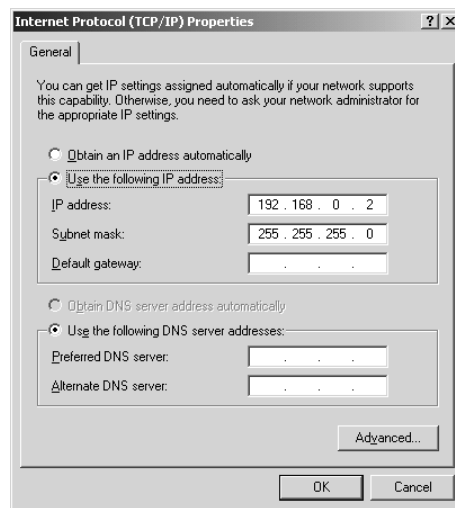 Internet Protocol (TCP/IP) Properties
General
You can get IP settings assigned automatically if your network supports
this capability. Otherwise, you need to ask your network administrator for
the appropriate IP settings.
Obtain an IP address automatically
Use the following IP address:
IP address: 192 . 168 . 0 . 2
Subnet mask: 255 . 255 . 255 . 0
Default gateway: . . .
Obtain DNS server address automatically
Use the following DNS server addresses:
Preferred DNS server: . . .
Alternate DNS server: . . .
Advanced...
OK Cancel